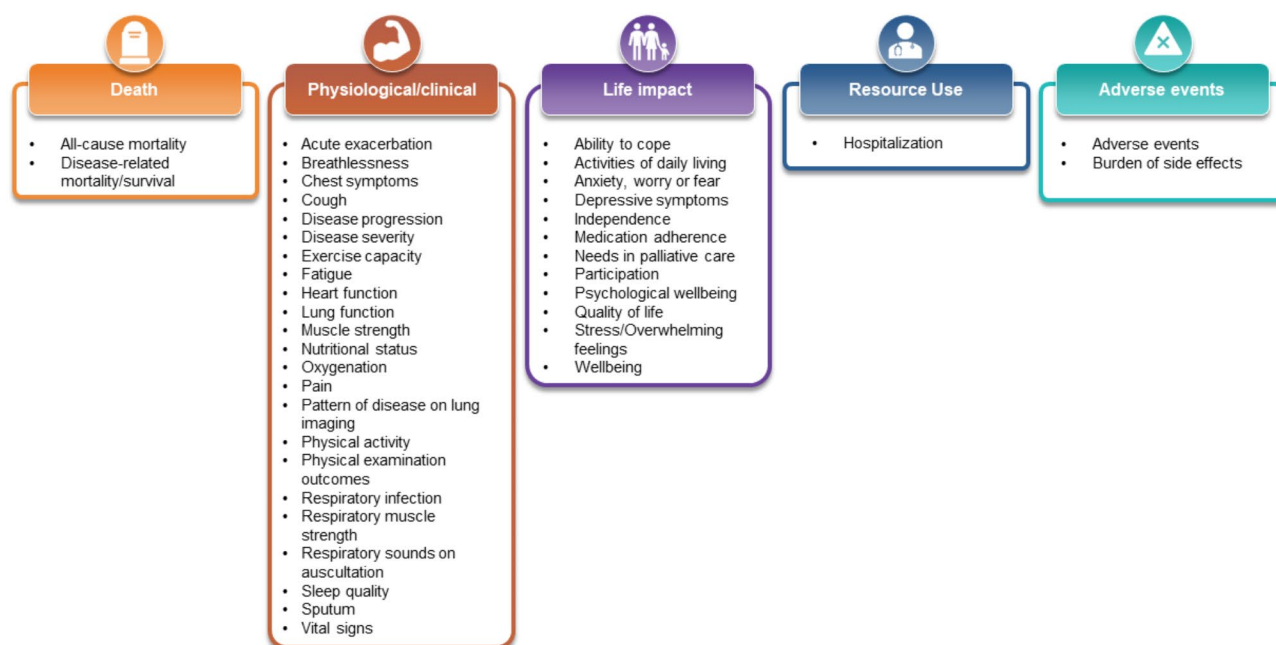 Death
• All-cause mortality
• Disease-related
mortality/survival
Physiological/clinical
• Acute exacerbation
• Breathlessness
• Chest symptoms
• Cough
• Disease progression
• Disease severity
• Exercise capacity
• Fatigue
• Heart function
• Lung function
• Muscle strength
• Nutritional status
• Oxygenation
• Pain
• Pattern of disease on lung
imaging
• Physical activity
• Physical examination
outcomes
• Respiratory infection
• Respiratory muscle
strength
• Respiratory sounds on
auscultation
• Sleep quality
• Sputum
• Vital signs
Life impact
• Ability to cope
• Activities of daily living
• Anxiety, worry or fear
• Depressive symptoms
• Independence
• Medication adherence
• Needs in palliative care
• Participation
• Psychological wellbeing
• Quality of life
• Stress/Overwhelming
feelings
• Wellbeing
Resource Use
• Hospitalization
Adverse events
• Adverse events
• Burden of side effects